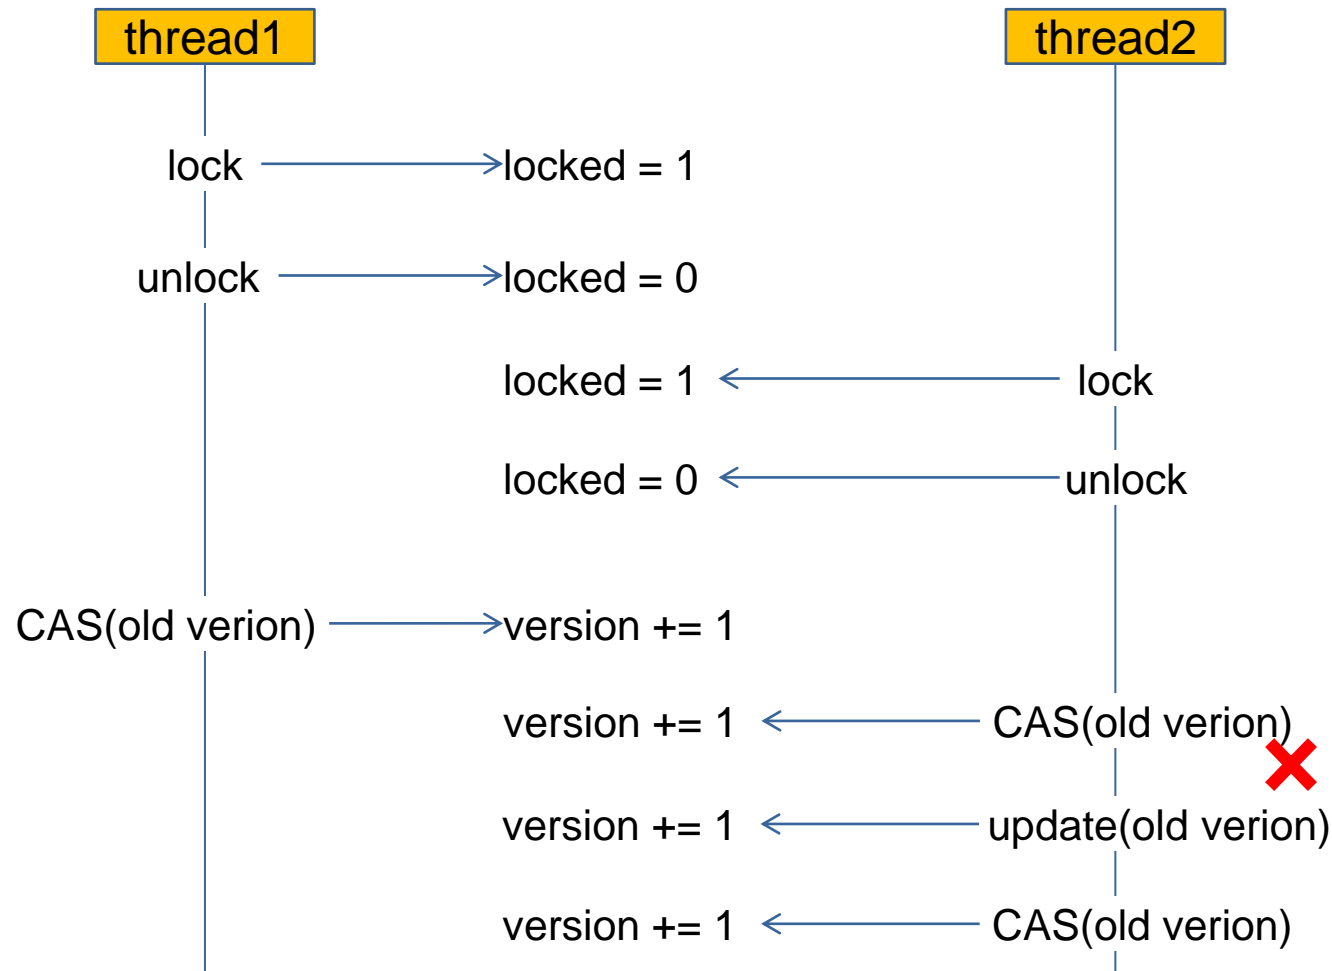 thread1 thread2
lock locked = 1
unlock locked = 0
locked = 1 lock
locked = 0 unlock
CAS(old verion) version += 1
version += 1 CAS(old verion)
version += 1 update(old verion)
version += 1 CAS(old verion)